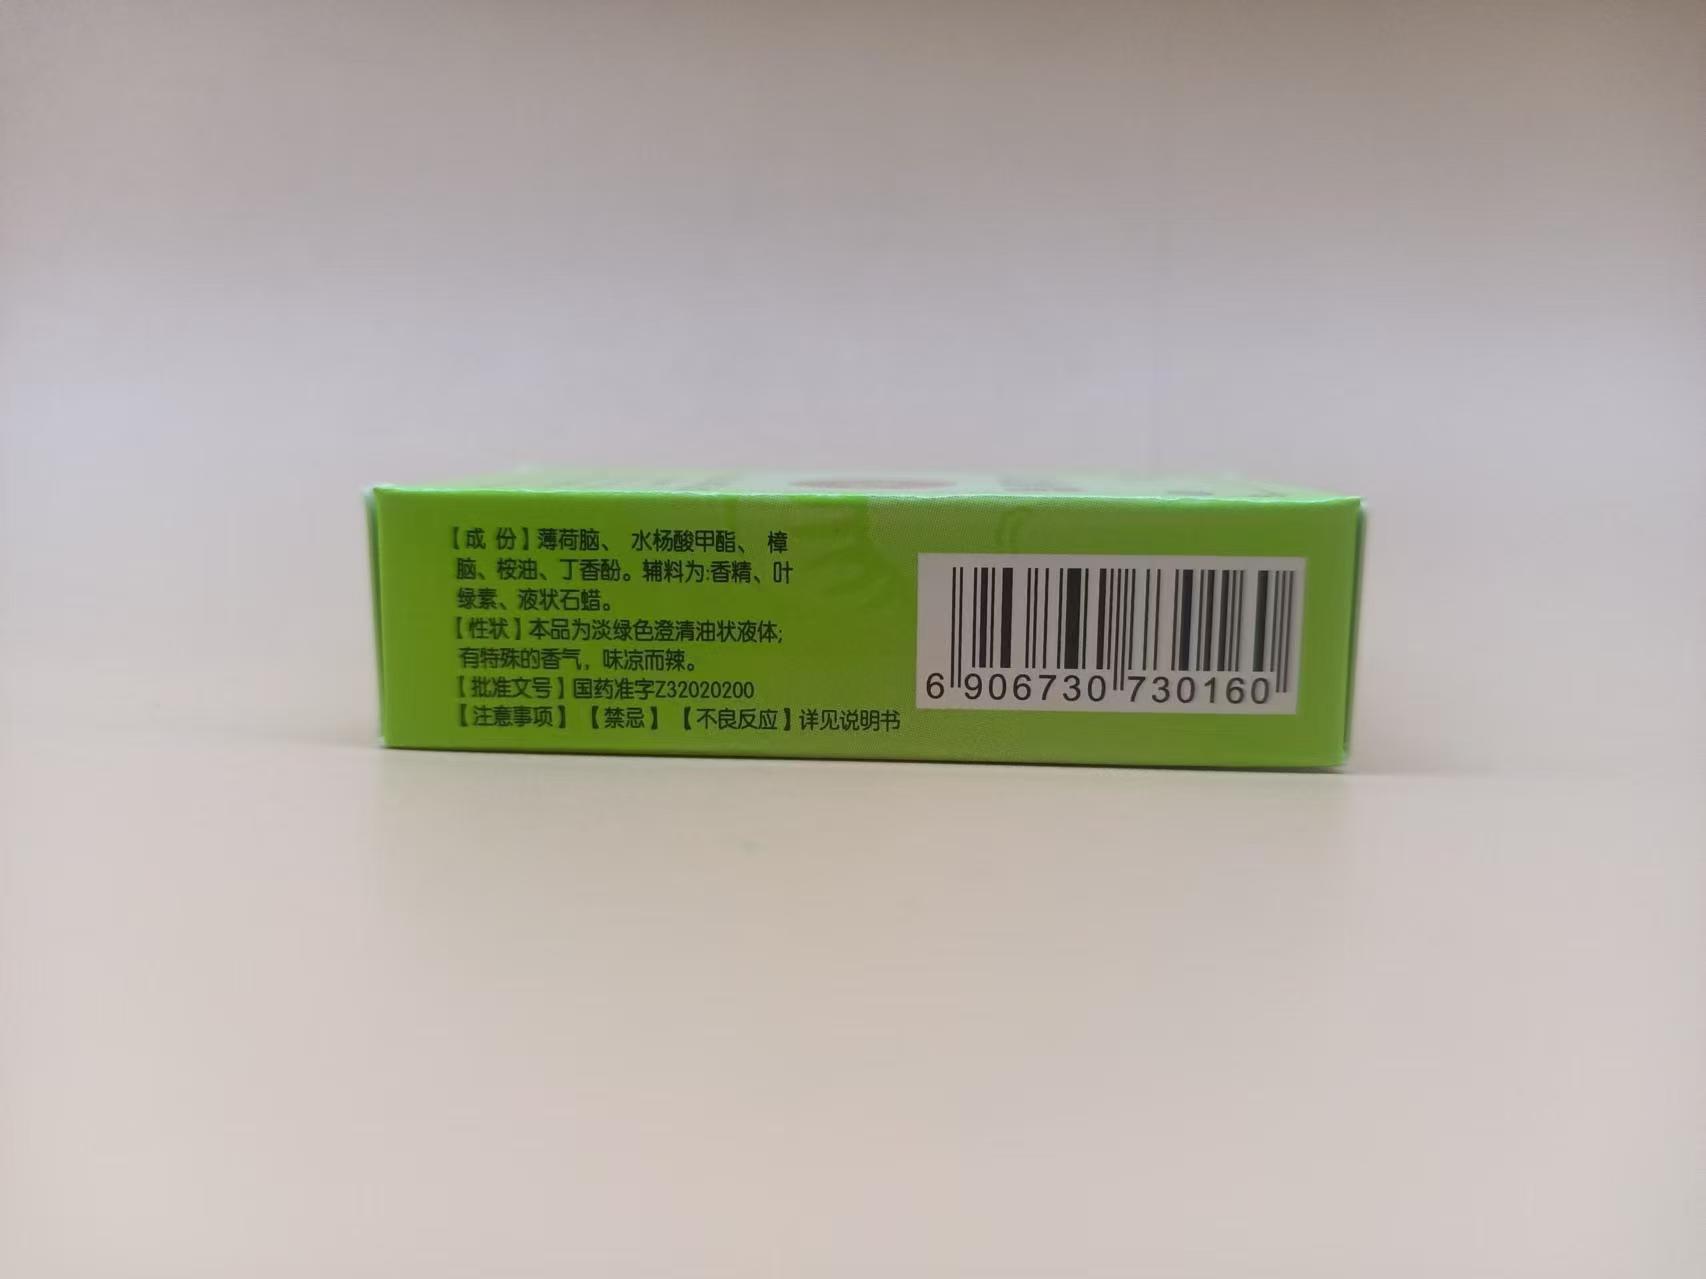 【成 份】薄荷脑、 水杨酸甲酯、 樟
脑、桉油、丁香酚。辅料为:香精、叶
绿素、液状石蜡。
【性状】本品为淡绿色澄清油状液体;
有特殊的香气，味凉而辣。
【批准文号】国药准字Z32020200
【注意事项】 【禁忌】 【不良反应】详见说明书
6 906730 730160